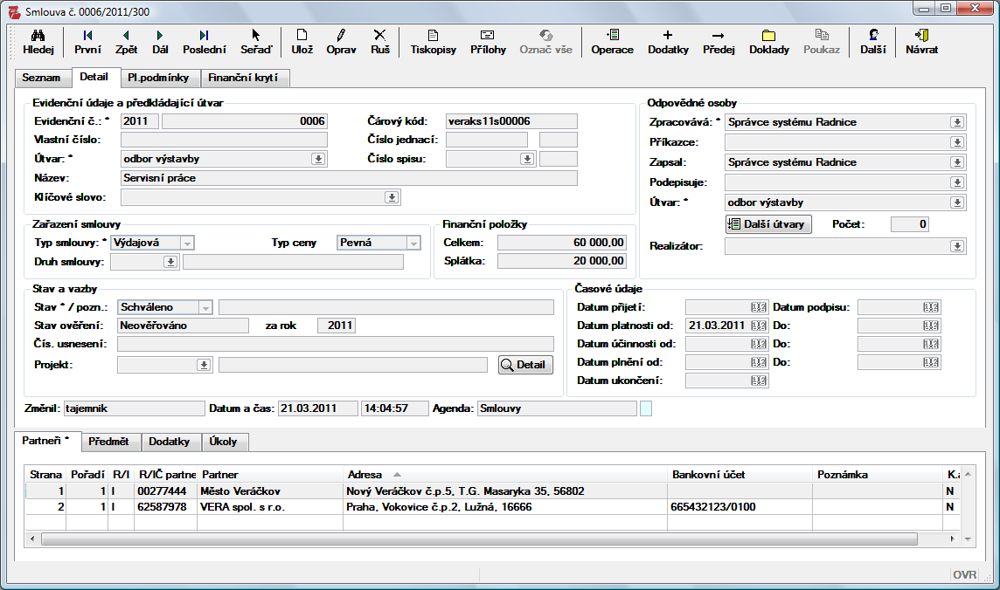 Smlouva č. 0006/2011/300
Hledej První Zpět Dál Poslední Seřaď Ulož Oprav Ruš Tiskopisy Přílohy Označ vše Operace Dodatky Předej Doklady Poukaz Další Návrat
Seznam Detail Pl.podmínky Finanční krytí
Evidenční údaje a předkládající útvar
Evidenční č.: * 2011 0006 Čárový kód: veraks11s00006
Vlastní číslo: Číslo jednací:
Útvar: * odbor výstavby Číslo spisu:
Název: Servisní práce
Klíčové slovo:
Odpovědné osoby
Zpracovává: * Správce systému Radnice
Příkazce:
Zapsal: Správce systému Radnice
Podepisuje:
Útvar: * odbor výstavby
Další útvary Počet: 0
Realizátor:
Zařazení smlouvy
Typ smlouvy: * Výdajová Typ ceny Pevná
Druh smlouvy:
Finanční položky
Celkem: 60 000,00
Splátka: 20 000,00
Stav a vazby
Stav * / pozn.: Schváleno
Stav ověření: Neověřováno za rok 2011
Čís. usnesení:
Projekt: Detail
Časové údaje
Datum přijetí: Datum podpisu:
Datum platnosti od: 21.03.2011 Do:
Datum účinnosti od: Do:
Datum plnění od: Do:
Datum ukončení:
Změnil: tajemnik Datum a čas: 21.03.2011 14:04:57 Agenda: Smlouvy
Partneři * Předmět Dodatky Úkoly
Strana Pořadí R/I R/IČ partne Partner Adresa Bankovní účet Poznámka K.a
1 1 I 00277444 Město Veráčkov Nový Veráčkov č.p.5, T.G. Masaryka 35, 56802 N
2 1 I 62587978 VERA spol. s r.o. Praha, Vokovice č.p.2, Lužná, 16666 665432123/0100 N
OVR